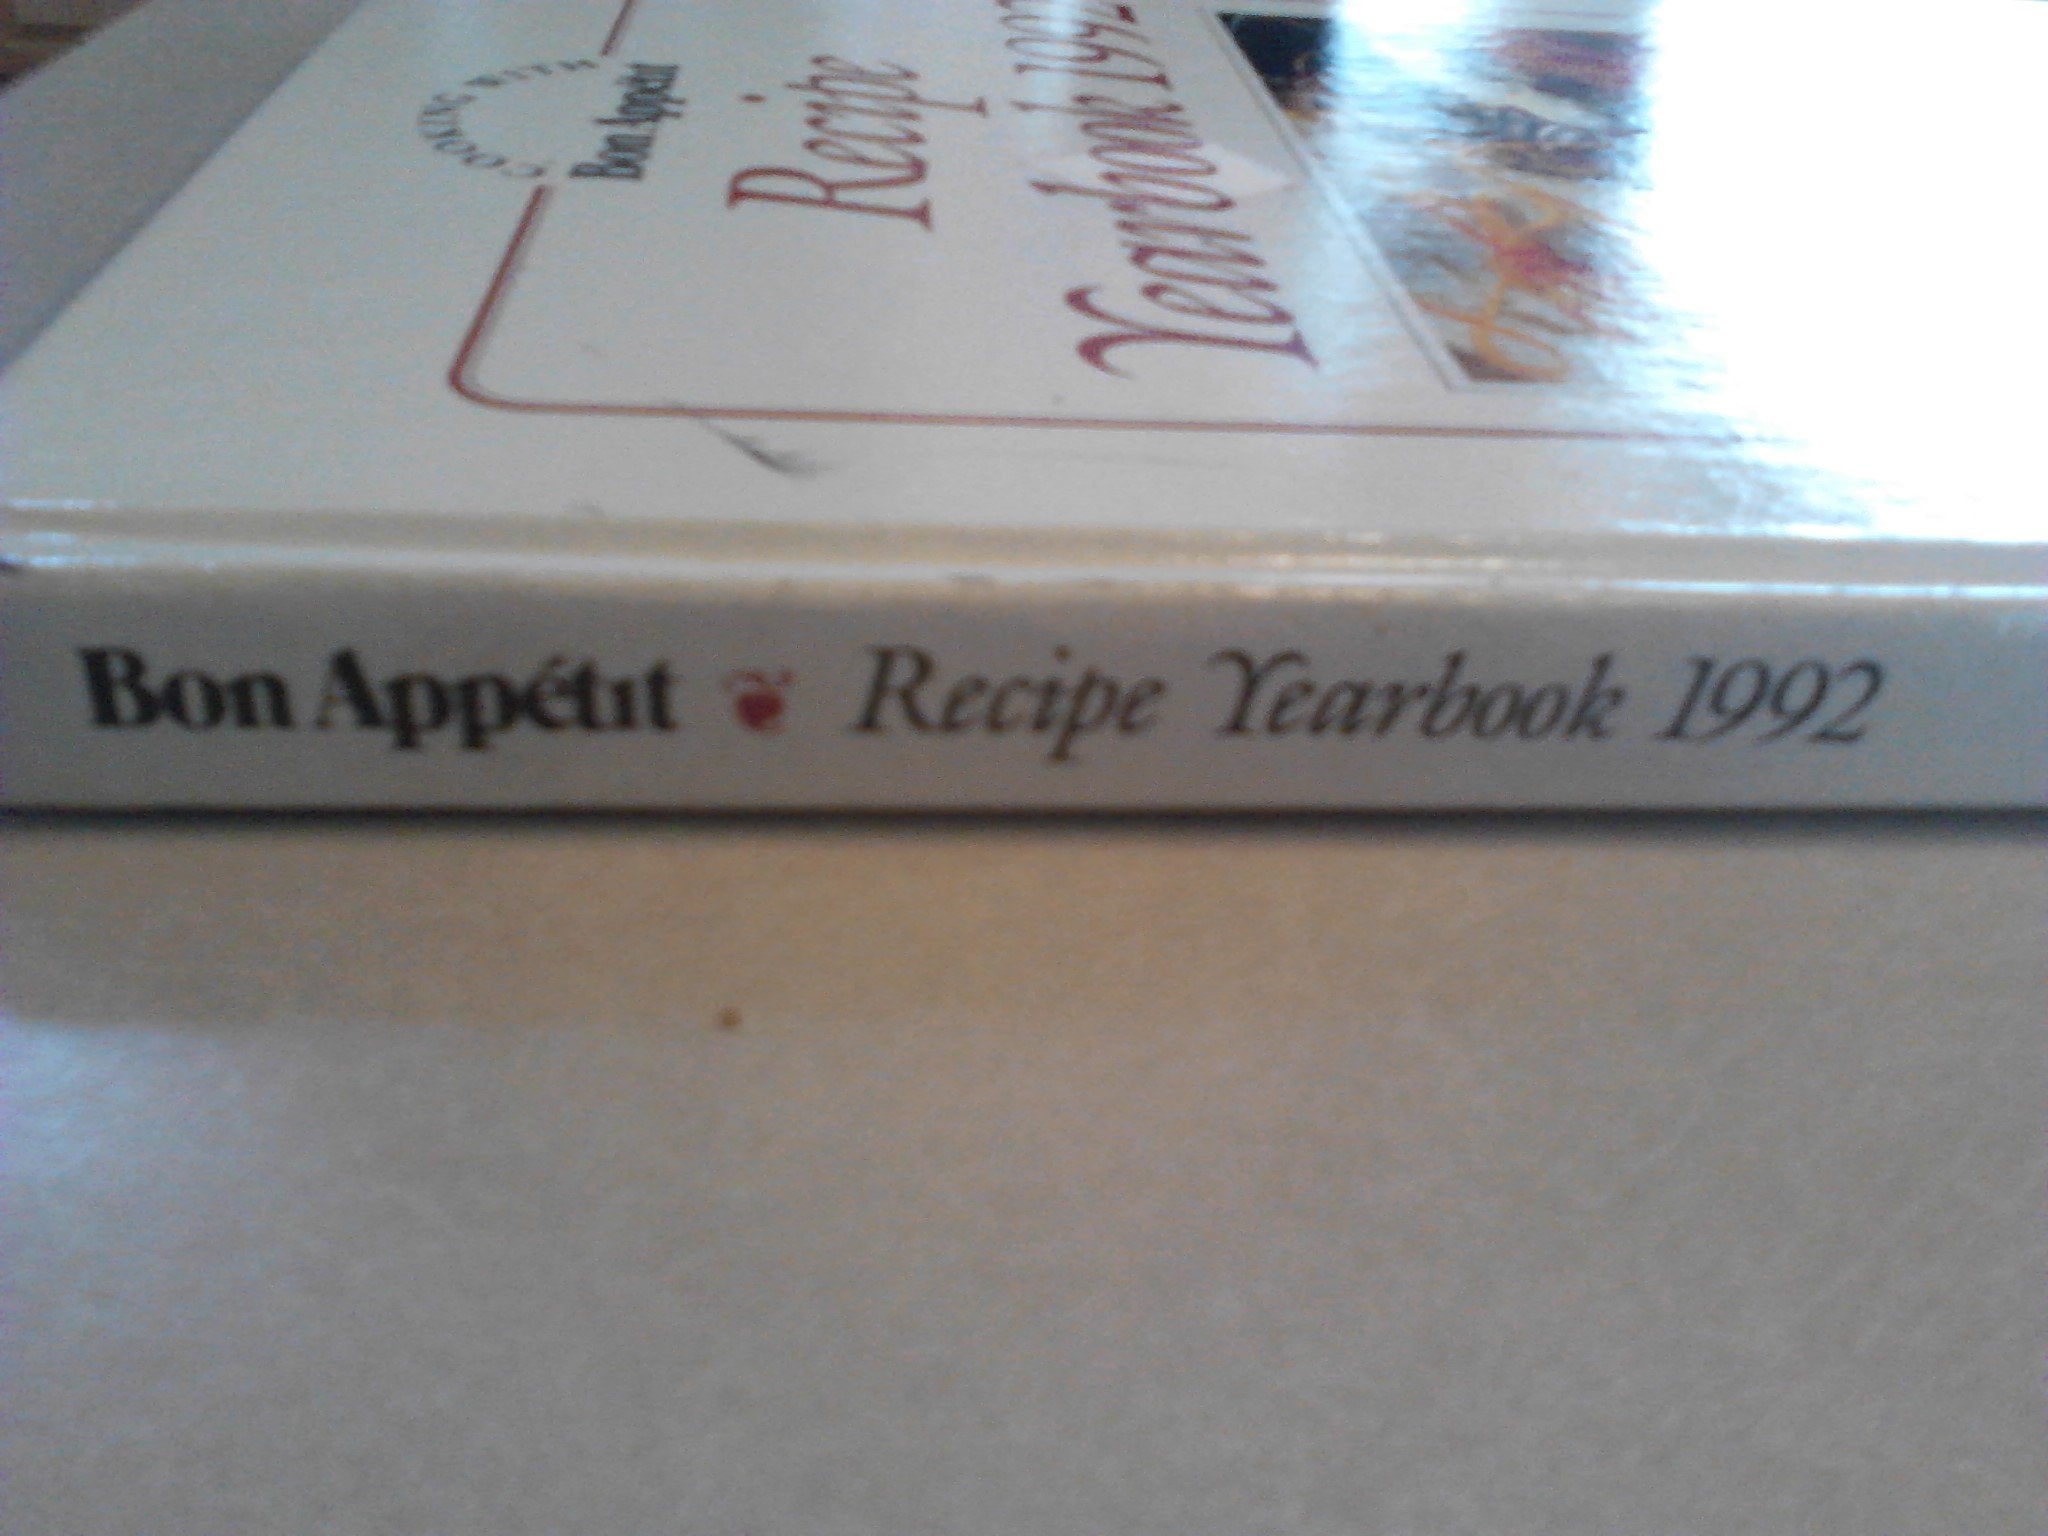 COOKING WITH
Bon Appétit
Recipe
Yearbook 1992
Bon Appétit Recipe Yearbook 1992